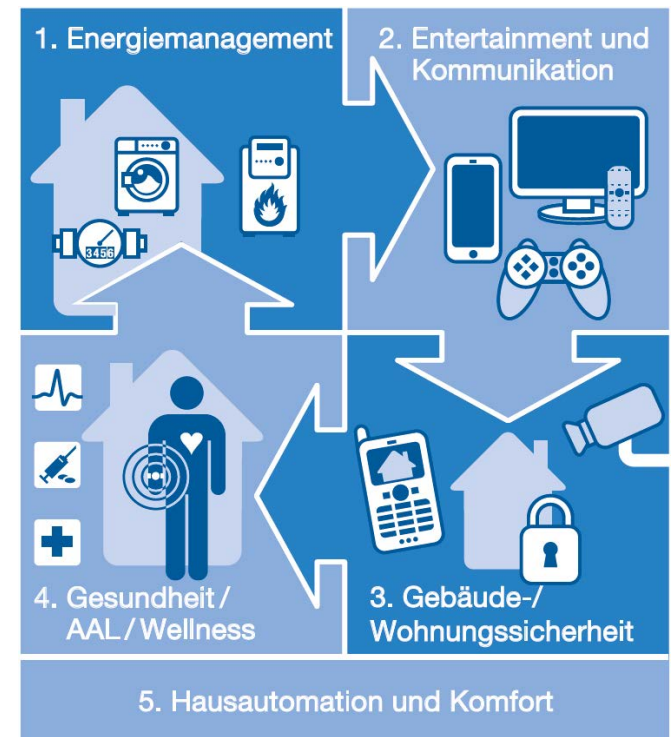 1. Energiemanagement
2. Entertainment und
Kommunikation
3456
3. Gebäude-/
Wohnungssicherheit
4. Gesundheit /
AAL / Wellness
5. Hausautomation und Komfort